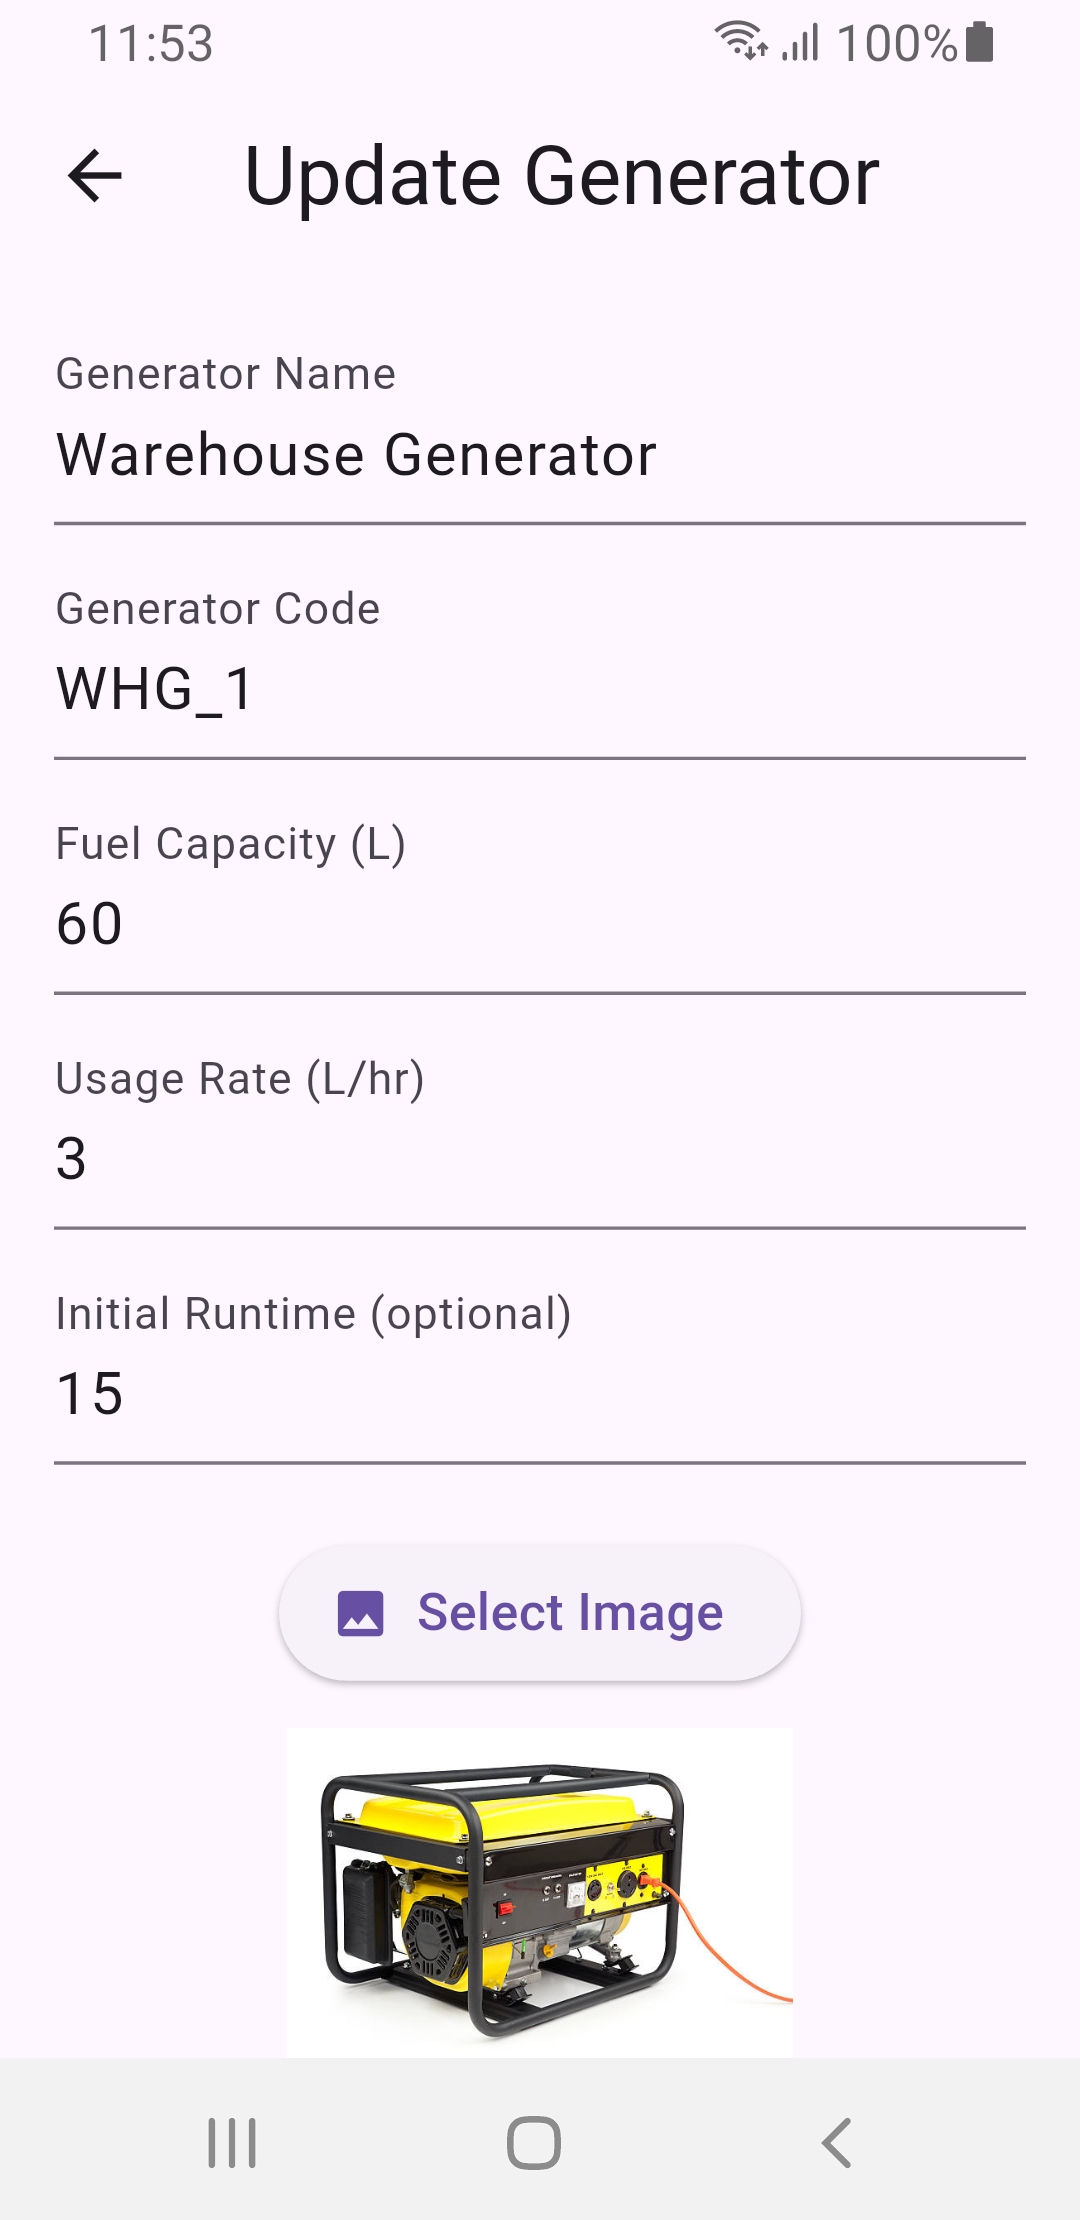 11:53
100%
Update Generator
Generator Name
Warehouse Generator
Generator Code
WHG_1
Fuel Capacity (L)
60
Usage Rate (L/hr)
3
Initial Runtime (optional)
15
Select Image